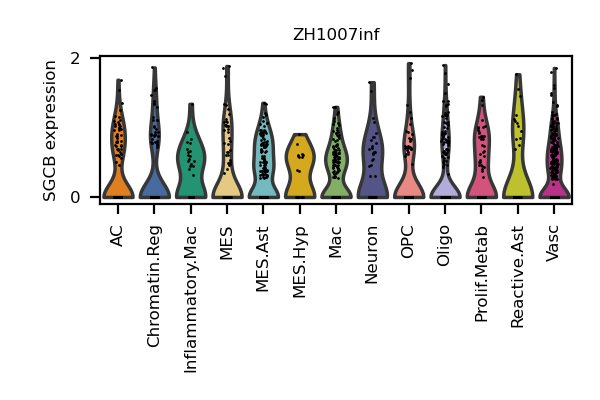 ZH1007inf
SGCB expression
2
0
AC
Chromatin.Reg
Inflammatory.Mac
MES
MES.Ast
MES.Hyp
Mac
Neuron
OPC
Oligo
Prolif.Metab
Reactive.Ast
Vasc